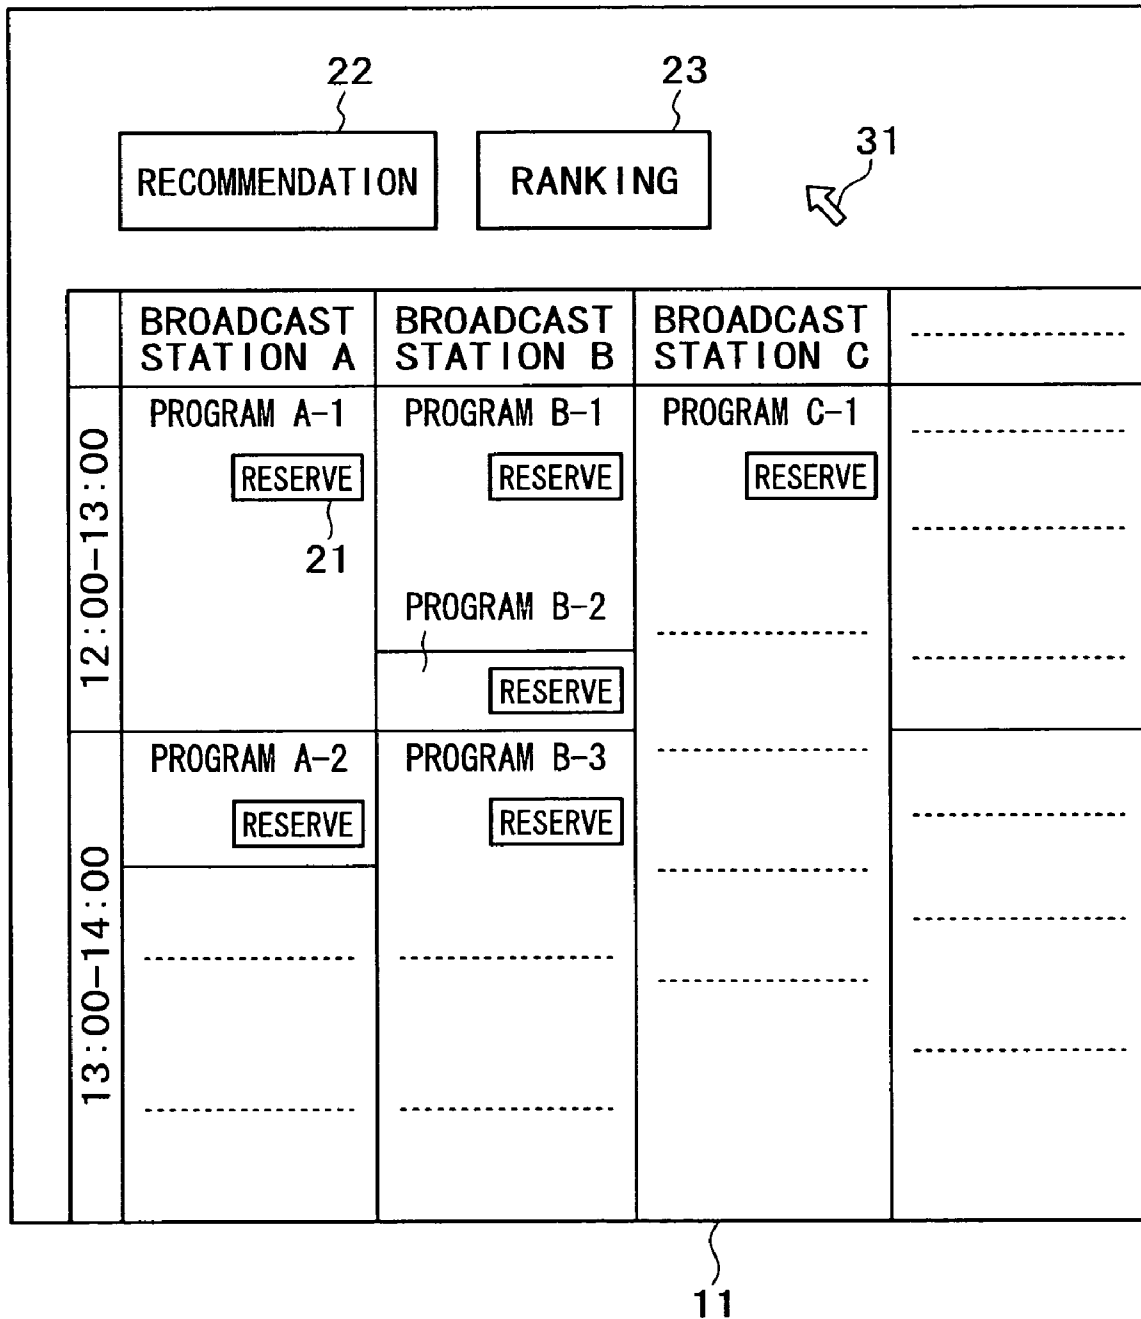 22
23
31
RECOMMENDATION
RANKING
BROADCAST
STATION A
BROADCAST
STATION B
BROADCAST
STATION C
12:00-13:00
PROGRAM A-1
RESERVE
21
PROGRAM B-1
RESERVE
PROGRAM B-2
RESERVE
PROGRAM C-1
RESERVE
13:00-14:00
PROGRAM A-2
RESERVE
PROGRAM B-3
RESERVE
11